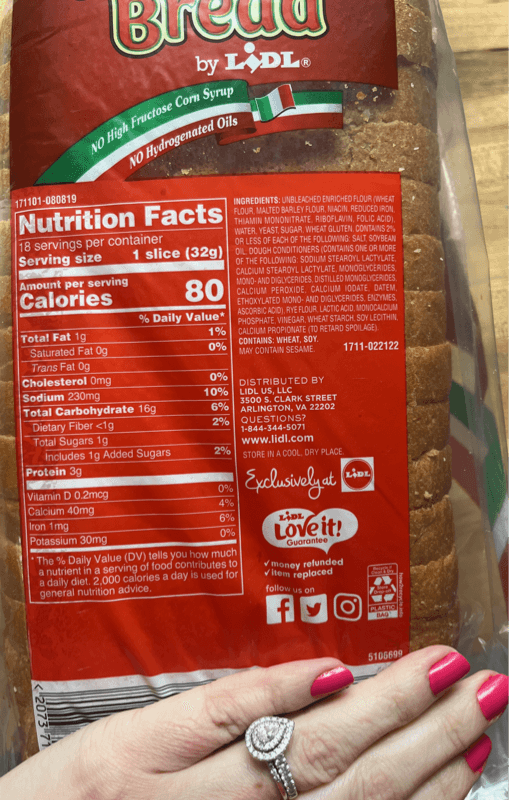 Bread
by LIDL®
NO High Fructose Corn Syrup
NO Hydrogenated Oils
171101-080819
Nutrition Facts
18 servings per container
Serving size 1 slice (32g)
Amount per serving
Calories 80
% Daily Value*
Total Fat 1g 1%
Saturated Fat 0g 0%
Trans Fat 0g
Cholesterol 0mg 0%
Sodium 230mg 10%
Total Carbohydrate 16g 6%
Dietary Fiber <1g 2%
Total Sugars 1g
Includes 1g Added Sugars 2%
Protein 3g
Vitamin D 0.2mcg 0%
Calcium 40mg 4%
Iron 1mg 6%
Potassium 30mg 0%
* The % Daily Value (DV) tells you how much
a nutrient in a serving of food contributes to
a daily diet. 2,000 calories a day is used for
general nutrition advice.
INGREDIENTS: UNBLEACHED ENRICHED FLOUR (WHEAT
FLOUR, MALTED BARLEY FLOUR, NIACIN, REDUCED IRON,
THIAMIN MONONITRATE, RIBOFLAVIN, FOLIC ACID),
WATER, YEAST, SUGAR, WHEAT GLUTEN, CONTAINS 2%
OR LESS OF EACH OF THE FOLLOWING: SALT, SOYBEAN
OIL, DOUGH CONDITIONERS (CONTAINS ONE OR MORE
OF THE FOLLOWING: SODIUM STEAROYL LACTYLATE,
CALCIUM STEAROYL LACTYLATE, MONOGLYCERIDES,
MONO- AND DIGLYCERIDES, DISTILLED MONOGLYCERIDES,
CALCIUM PEROXIDE, CALCIUM IODATE, DATEM,
ETHOXYLATED MONO- AND DIGLYCERIDES, ENZYMES,
ASCORBIC ACID), RYE FLOUR, LACTIC ACID, MONOCALCIUM
PHOSPHATE, VINEGAR, WHEAT STARCH, SOY LECITHIN,
CALCIUM PROPIONATE (TO RETARD SPOILAGE).
CONTAINS: WHEAT, SOY.
MAY CONTAIN SESAME. 1711-022122
DISTRIBUTED BY
LIDL US, LLC
3500 S. CLARK STREET
ARLINGTON, VA 22202
QUESTIONS?
1-844-344-5071
www.lidl.com
STORE IN A COOL, DRY PLACE.
Exclusively at LIDL
LIDL
Love it!
Guarantee
✓ money refunded
✓ item replaced
follow us on
PLASTIC
BAG
5106699